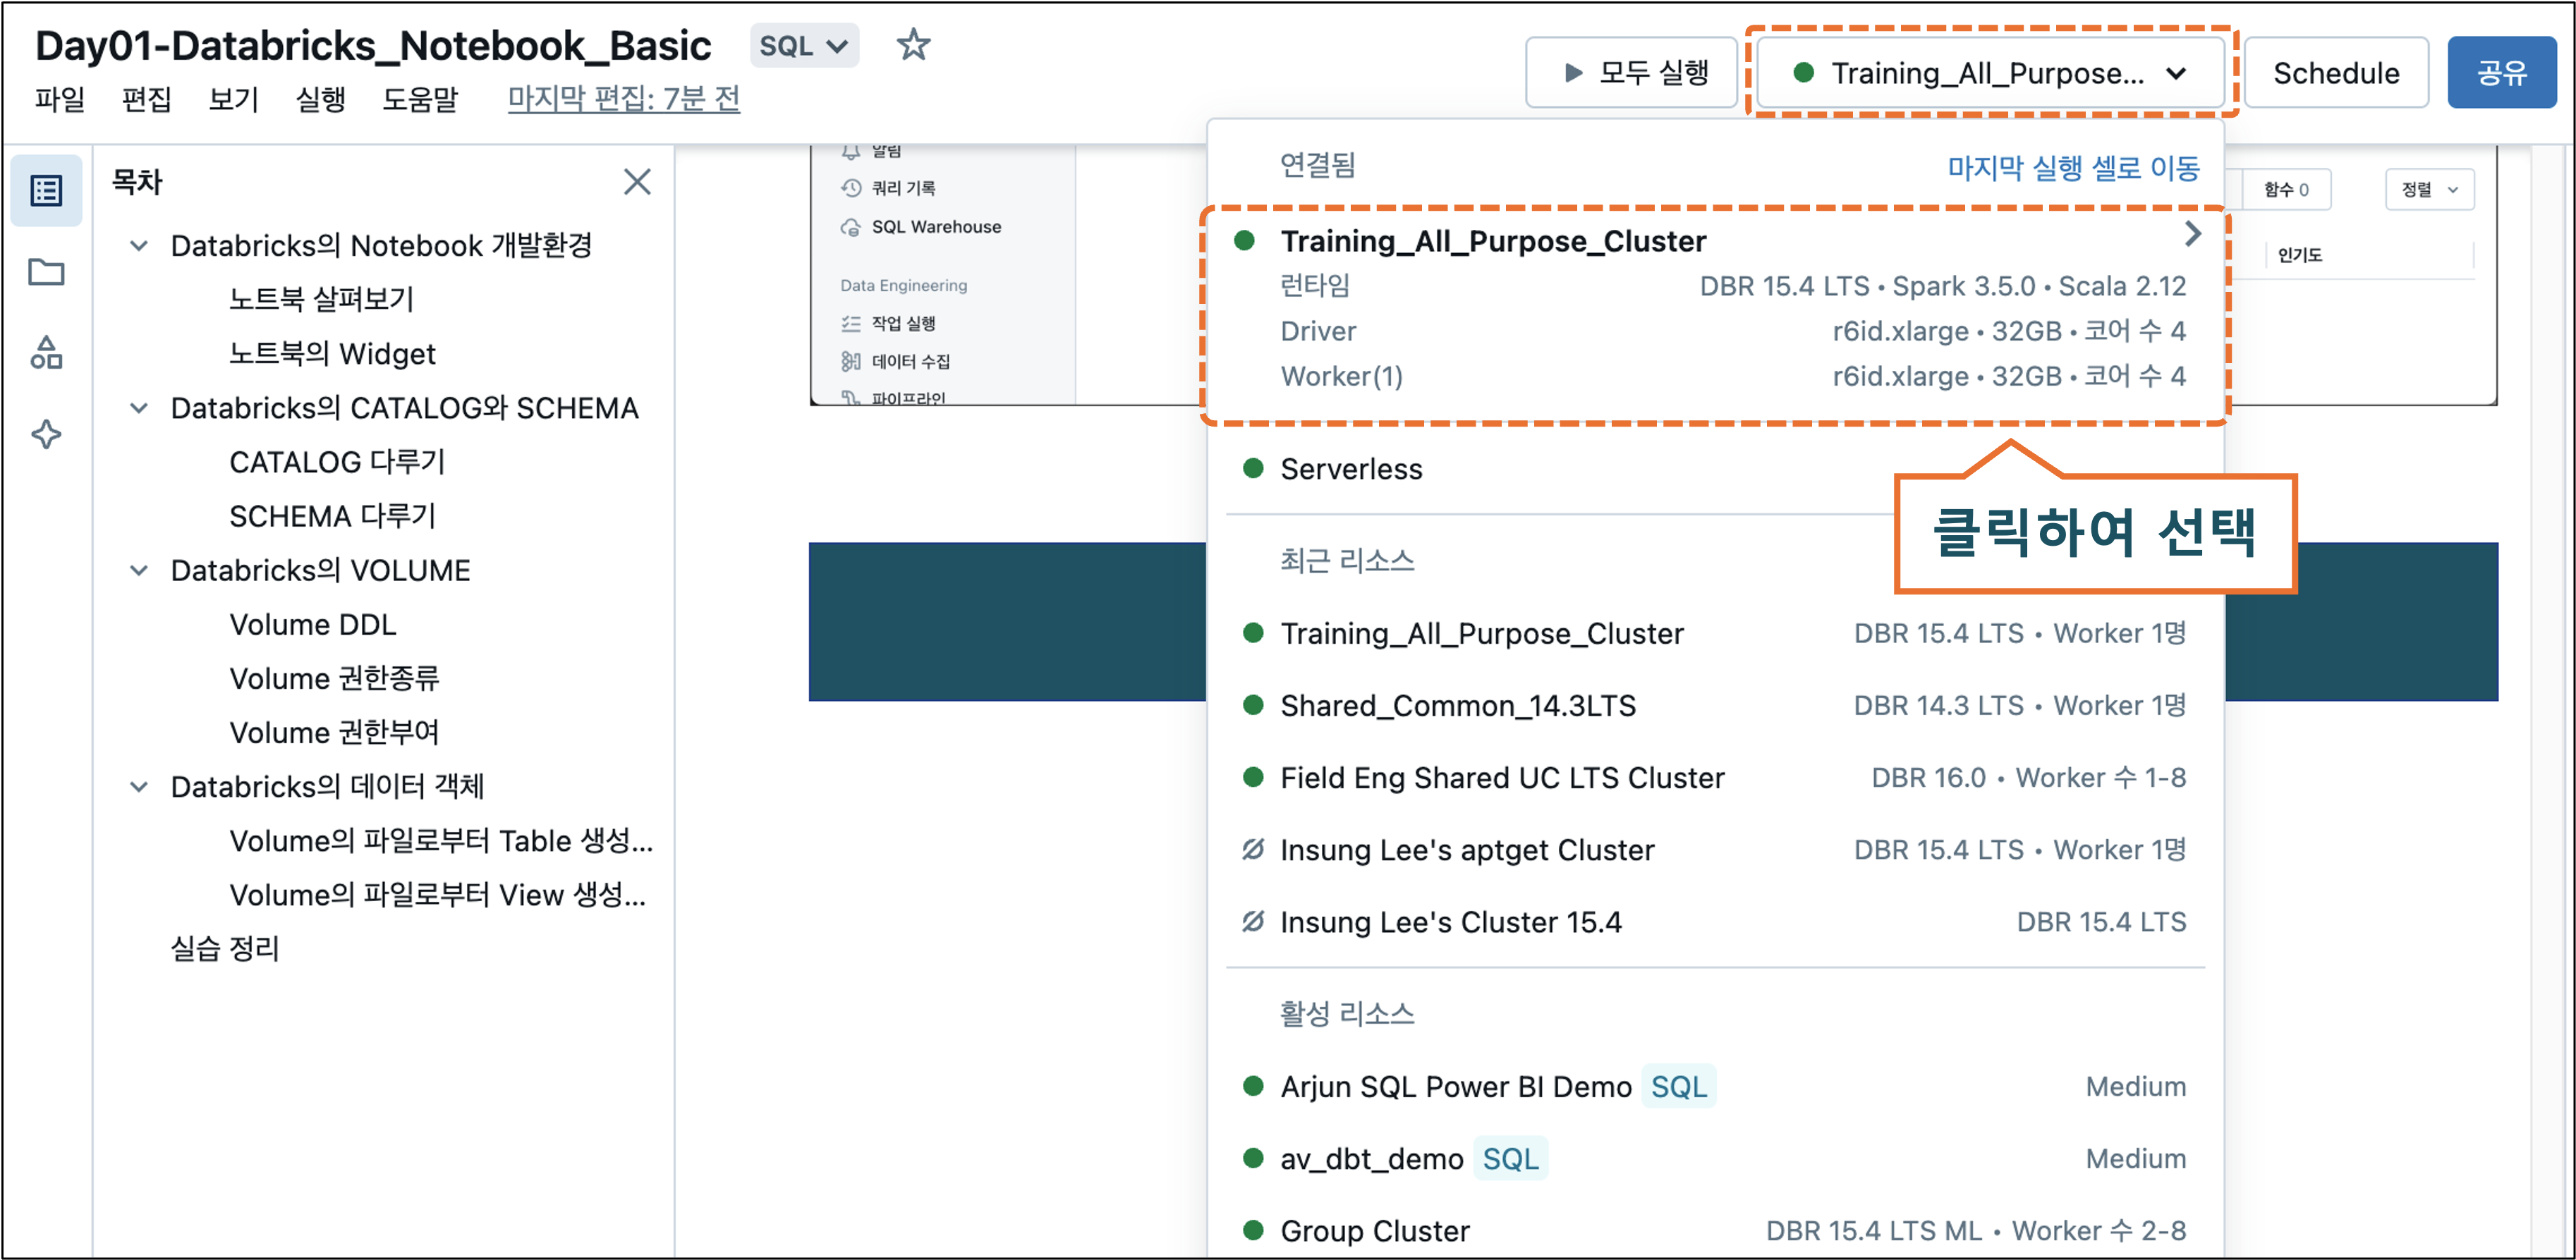 Day01-Databricks_Notebook_Basic SQL
파일 편집 보기 실행 도움말 마지막 편집: 7분 전
모두 실행 Training_All_Purpose... Schedule 공유
목차
Databricks의 Notebook 개발환경
노트북 살펴보기
노트북의 Widget
Databricks의 CATALOG와 SCHEMA
CATALOG 다루기
SCHEMA 다루기
Databricks의 VOLUME
Volume DDL
Volume 권한종류
Volume 권한부여
Databricks의 데이터 객체
Volume의 파일로부터 Table 생성...
Volume의 파일로부터 View 생성...
실습 정리
알림
쿼리 기록
SQL Warehouse
Data Engineering
작업 실행
데이터 수집
파이프라인
연결됨 마지막 실행 셀로 이동
Training_All_Purpose_Cluster
런타임 DBR 15.4 LTS • Spark 3.5.0 • Scala 2.12
Driver r6id.xlarge • 32GB • 코어 수 4
Worker(1) r6id.xlarge • 32GB • 코어 수 4
Serverless
클릭하여 선택
최근 리소스
Training_All_Purpose_Cluster DBR 15.4 LTS • Worker 1명
Shared_Common_14.3LTS DBR 14.3 LTS • Worker 1명
Field Eng Shared UC LTS Cluster DBR 16.0 • Worker 수 1-8
Insung Lee's aptget Cluster DBR 15.4 LTS • Worker 1명
Insung Lee's Cluster 15.4 DBR 15.4 LTS
활성 리소스
Arjun SQL Power BI Demo SQL Medium
av_dbt_demo SQL Medium
Group Cluster DBR 15.4 LTS ML • Worker 수 2-8
함수 0 정렬
인기도